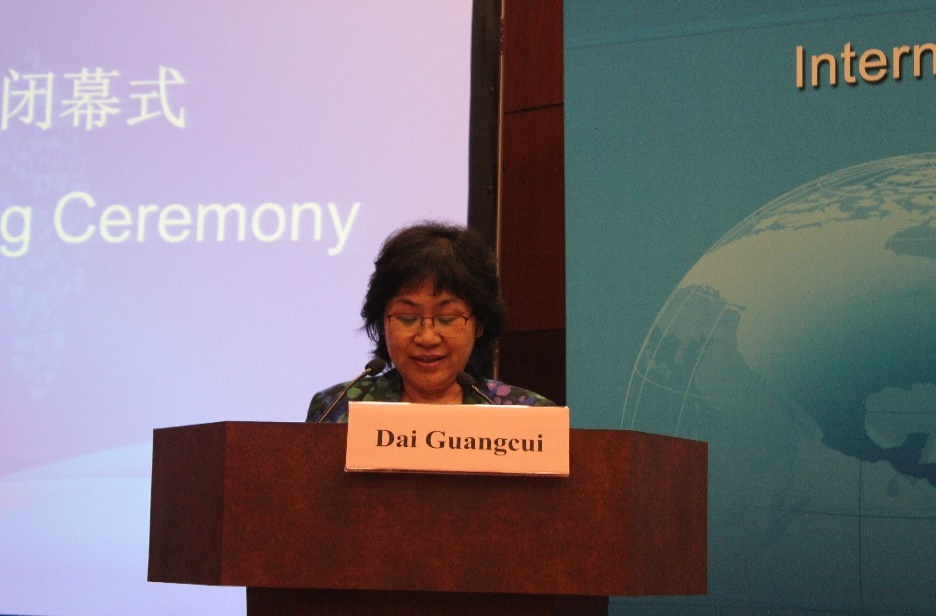 闭幕式
g Ceremony
Intern
Dai Guangcui